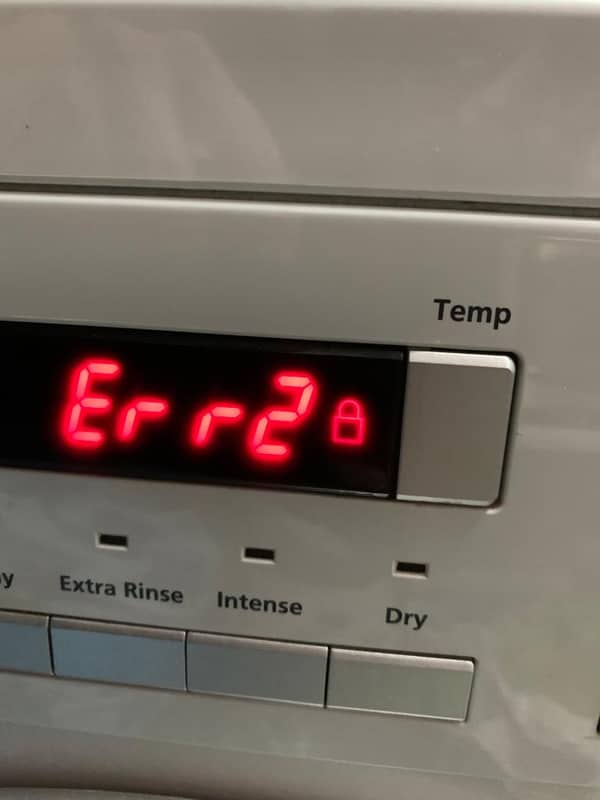 Temp
Err2
y
Extra Rinse
Intense
Dry